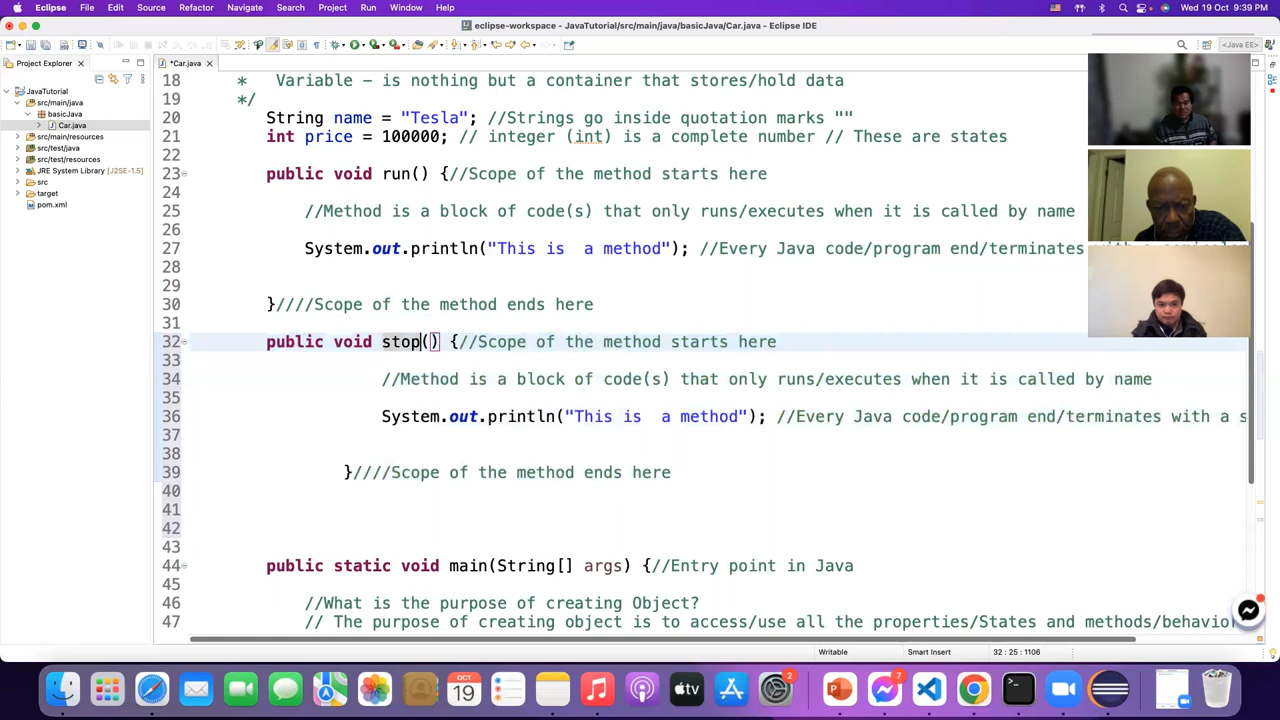 Eclipse File Edit Source Refactor Navigate Search Project Run Window Help Wed 19 Oct 9:39 PM
eclipse-workspace - JavaTutorial/src/main/java/basicJava/Car.java - Eclipse IDE
<Java EE>
Project Explorer
*Car.java
JavaTutorial
src/main/java
basicJava
Car.java
src/main/resources
src/test/java
src/test/resources
JRE System Library [J2SE-1.5]
src
target
pom.xml
18 * Variable – is nothing but a container that stores/hold data
19 */
20 String name = "Tesla"; //Strings go inside quotation marks ""
21 int price = 100000; // integer (int) is a complete number // These are states
22
23 public void run() {//Scope of the method starts here
24
25 //Method is a block of code(s) that only runs/executes when it is called by name
26
27 System.out.println("This is  a method"); //Every Java code/program end/terminates
28
29
30 }////Scope of the method ends here
31
32 public void stop() {//Scope of the method starts here
33
34 //Method is a block of code(s) that only runs/executes when it is called by name
35
36 System.out.println("This is  a method"); //Every Java code/program end/terminates with a s
37
38
39 }////Scope of the method ends here
40
41
42
43
44 public static void main(String[] args) {//Entry point in Java
45
46 //What is the purpose of creating Object?
47 // The purpose of creating object is to access/use all the properties/States and methods/behavior
Writable Smart Insert 32 : 25 : 1106
OCT
19
tv
2
7